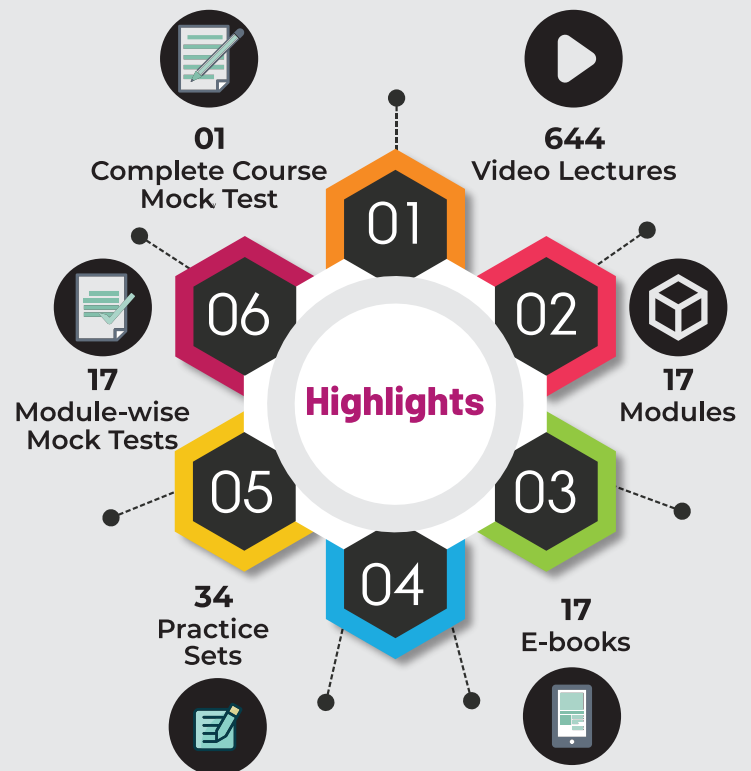 01
Complete Course
Mock Test
644
Video Lectures
01
06
02
17
Module-wise
Mock Tests
Highlights
17
Modules
05
03
04
34
Practice
Sets
17
E-books